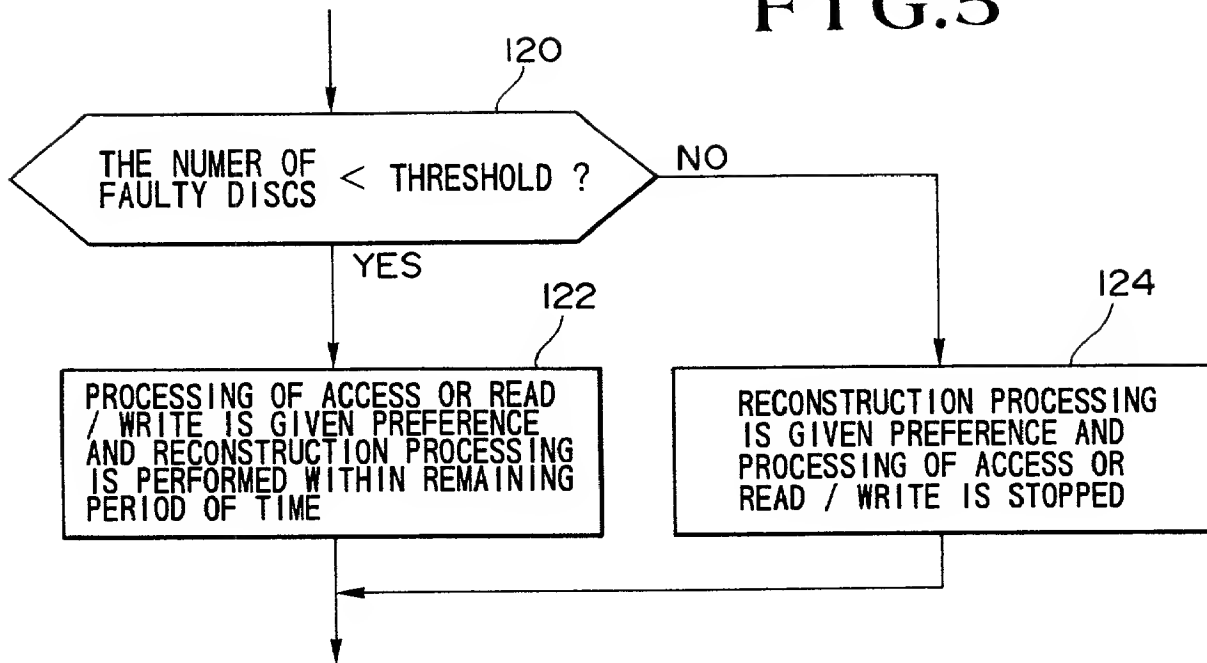 FIG.5
120
THE NUMER OF
FAULTY DISCS < THRESHOLD ?
NO
YES
122
124
PROCESSING OF ACCESS OR READ
/ WRITE IS GIVEN PREFERENCE
AND RECONSTRUCTION PROCESSING
IS PERFORMED WITHIN REMAINING
PERIOD OF TIME
RECONSTRUCTION PROCESSING
IS GIVEN PREFERENCE AND
PROCESSING OF ACCESS OR
READ / WRITE IS STOPPED